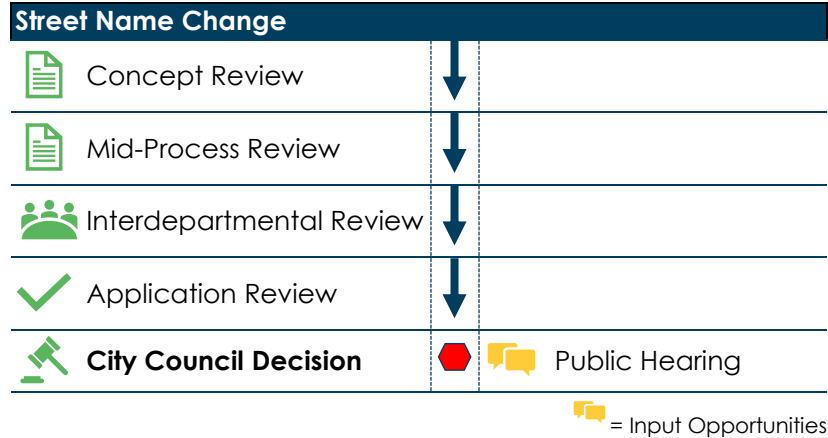 Street Name Change
Concept Review
Mid-Process Review
Interdepartmental Review
Application Review
City Council Decision
Public Hearing
= Input Opportunities